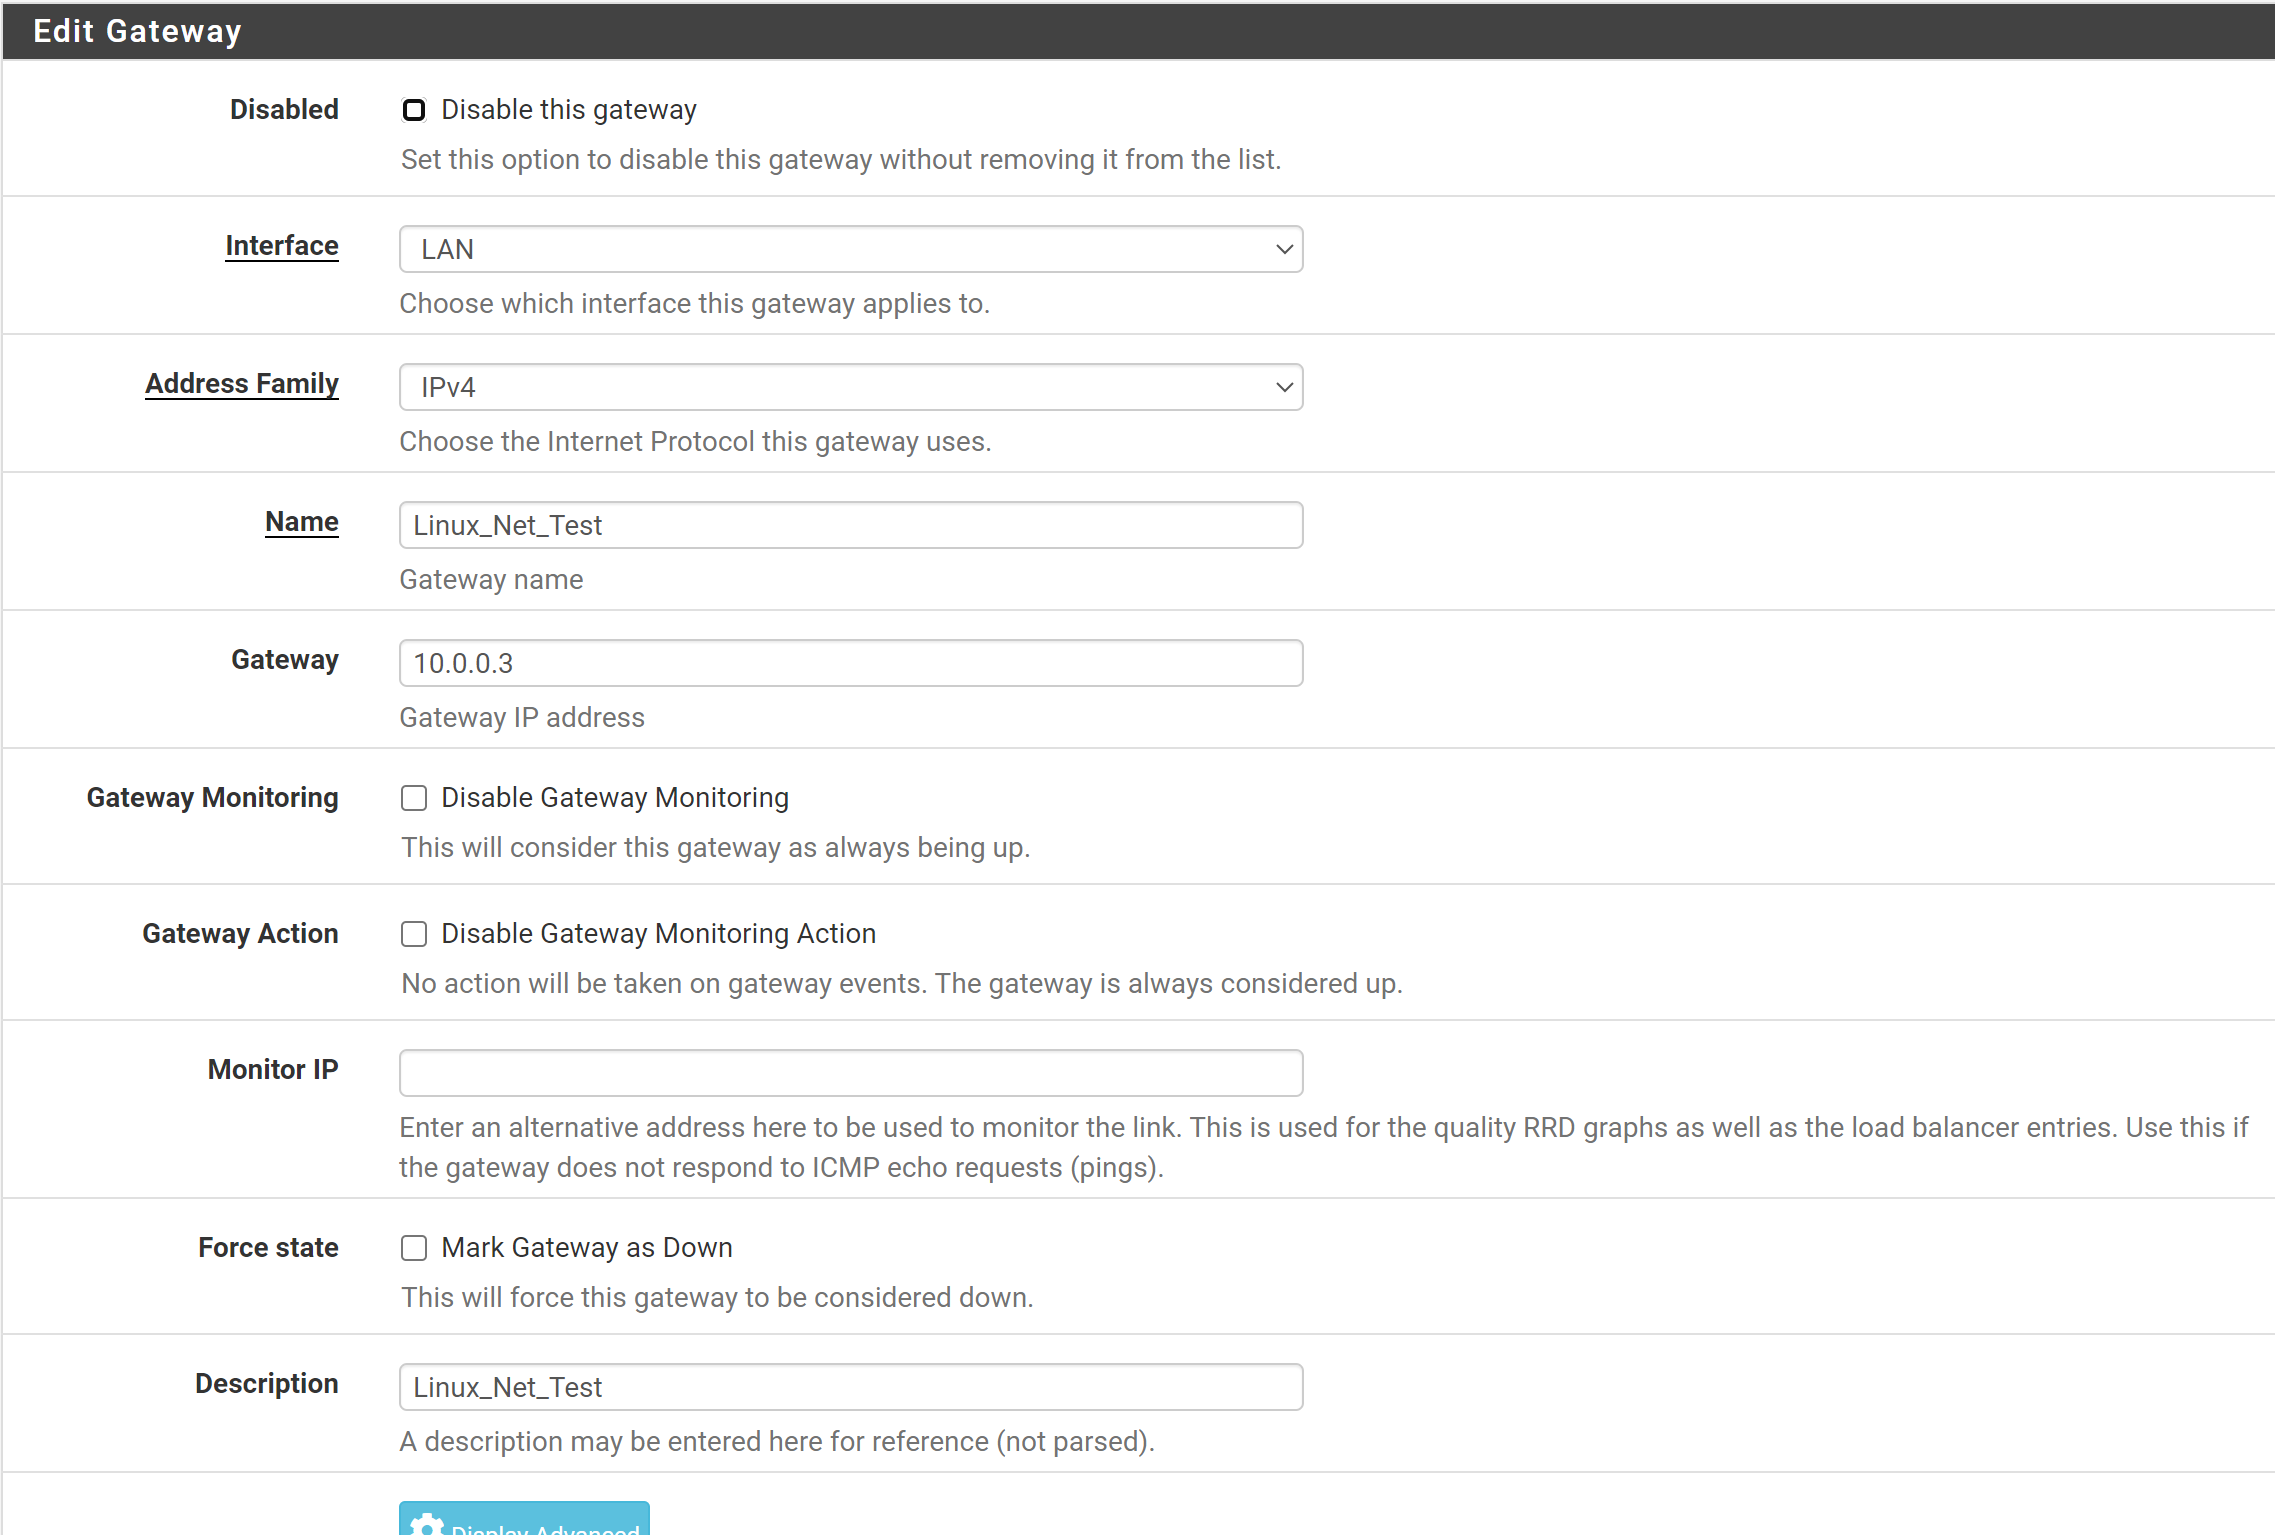 Edit Gateway
Disabled
Disable this gateway
Set this option to disable this gateway without removing it from the list.
Interface
LAN
Choose which interface this gateway applies to.
Address Family
IPv4
Choose the Internet Protocol this gateway uses.
Name
Linux_Net_Test
Gateway name
Gateway
10.0.0.3
Gateway IP address
Gateway Monitoring
Disable Gateway Monitoring
This will consider this gateway as always being up.
Gateway Action
Disable Gateway Monitoring Action
No action will be taken on gateway events. The gateway is always considered up.
Monitor IP
Enter an alternative address here to be used to monitor the link. This is used for the quality RRD graphs as well as the load balancer entries. Use this if
the gateway does not respond to ICMP echo requests (pings).
Force state
Mark Gateway as Down
This will force this gateway to be considered down.
Description
Linux_Net_Test
A description may be entered here for reference (not parsed).
Display Advanced